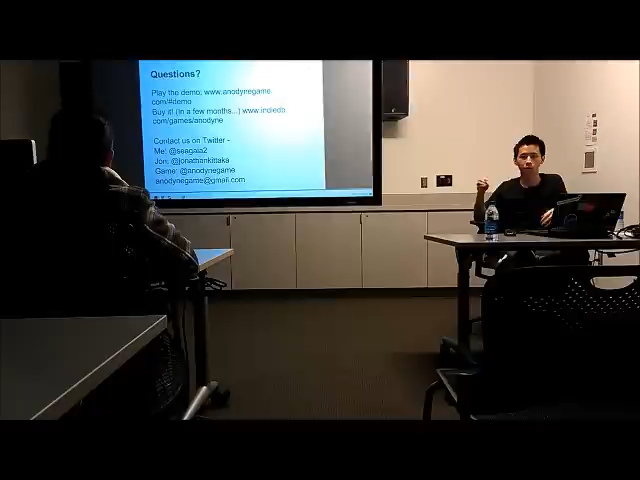 Questions?
Play the demo: www.anodynegame
com/#demo
Buy it! (in a few months...) www.indiedb
com/games/anodyne
Contact us on Twitter -
Me: @seagaia2
Jon: @jonathankittaka
Game: @anodynegame
anodynegame@gmail.com